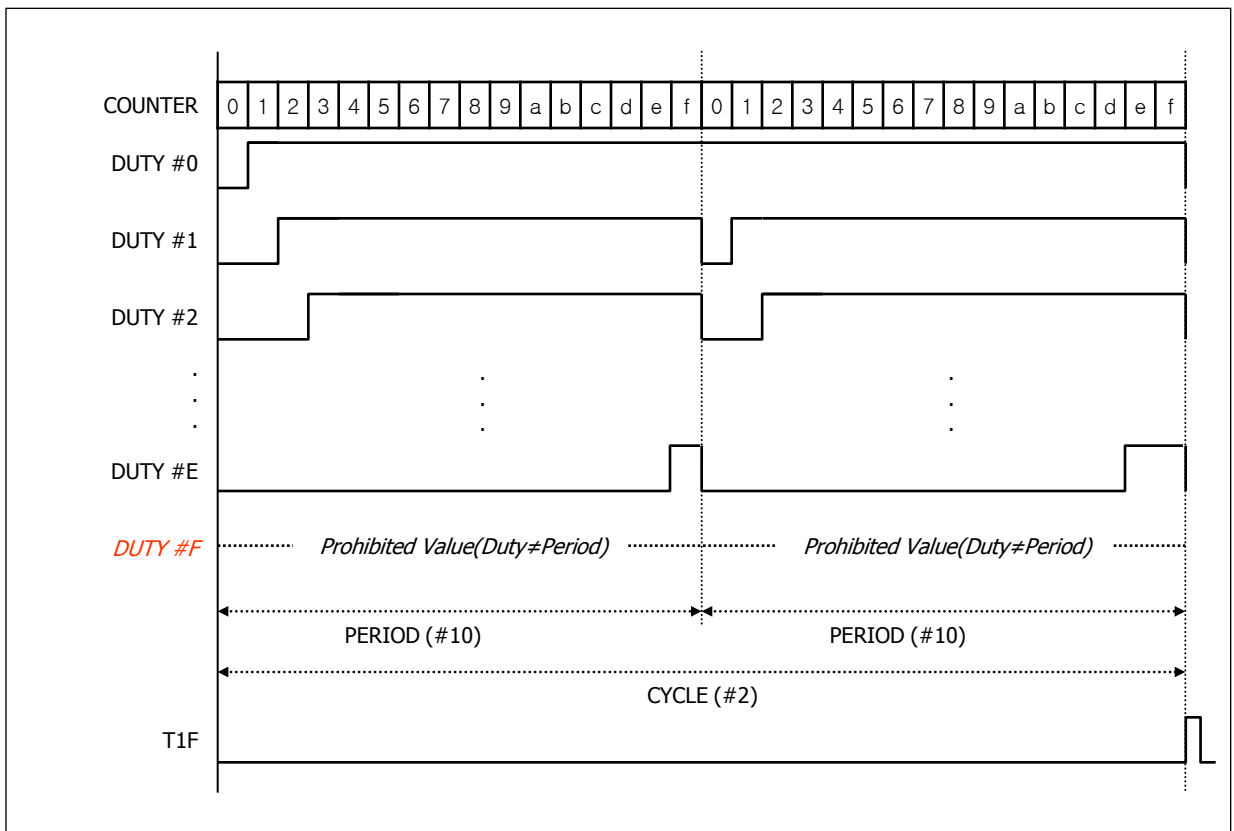 COUNTER 0 1 2 3 4 5 6 7 8 9 a b c d e f 0 1 2 3 4 5 6 7 8 9 a b c d e f
DUTY #0
DUTY #1
DUTY #2
. . .
. . .
. . .
DUTY #E
DUTY #F Prohibited Value(Duty≠Period) Prohibited Value(Duty≠Period)
PERIOD (#10) PERIOD (#10)
CYCLE (#2)
T1F